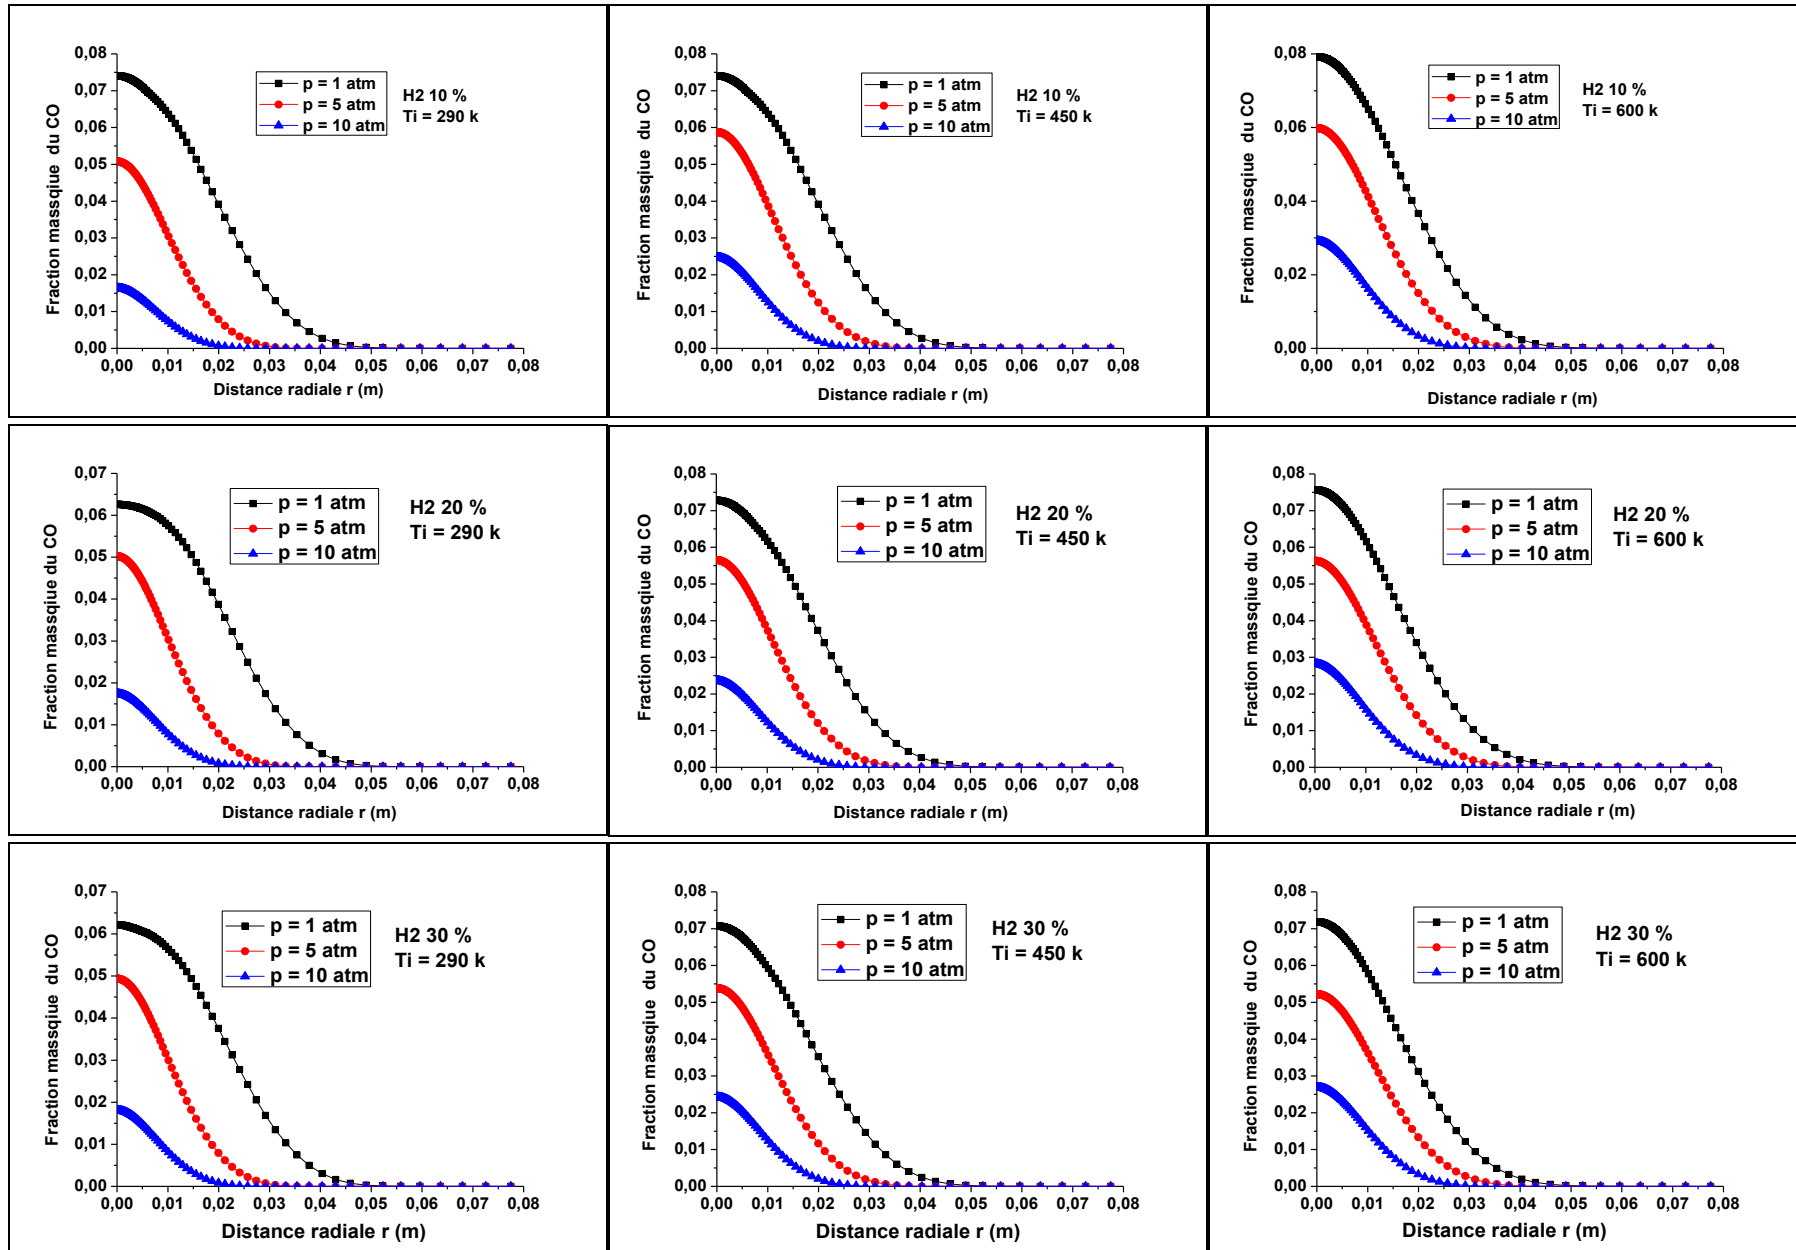 0,08
0,07
0,06
0,05
0,04
0,03
0,02
0,01
0,00
Fraction massqiue du CO
p = 1 atm
p = 5 atm
p = 10 atm
H2 10 %
Ti = 290 k
0,00 0,01 0,02 0,03 0,04 0,05 0,06 0,07 0,08
Distance radiale r (m)
0,08
0,07
0,06
0,05
0,04
0,03
0,02
0,01
0,00
Fraction massqiue du CO
p = 1 atm
p = 5 atm
p = 10 atm
H2 10 %
Ti = 450 k
0,00 0,01 0,02 0,03 0,04 0,05 0,06 0,07 0,08
Distance radiale r (m)
0,08
0,06
0,04
0,02
0,00
Fraction massqiue du CO
p = 1 atm
p = 5 atm
p = 10 atm
H2 10 %
Ti = 600 k
0,00 0,01 0,02 0,03 0,04 0,05 0,06 0,07 0,08
Distance radiale r (m)
0,07
0,06
0,05
0,04
0,03
0,02
0,01
0,00
Fraction massqiue du CO
p = 1 atm
p = 5 atm
p = 10 atm
H2 20 %
Ti = 290 k
0,00 0,01 0,02 0,03 0,04 0,05 0,06 0,07 0,08
Distance radiale r (m)
0,08
0,07
0,06
0,05
0,04
0,03
0,02
0,01
0,00
Fraction massqiue du CO
p = 1 atm
p = 5 atm
p = 10 atm
H2 20 %
Ti = 450 k
0,00 0,01 0,02 0,03 0,04 0,05 0,06 0,07 0,08
Distance radiale r (m)
0,08
0,07
0,06
0,05
0,04
0,03
0,02
0,01
0,00
Fraction massqiue du CO
p = 1 atm
p = 5 atm
p = 10 atm
H2 20 %
Ti = 600 k
0,00 0,01 0,02 0,03 0,04 0,05 0,06 0,07 0,08
Distance radiale r (m)
0,07
0,06
0,05
0,04
0,03
0,02
0,01
0,00
Fraction massqiue du CO
p = 1 atm
p = 5 atm
p = 10 atm
H2 30 %
Ti = 290 k
0,00 0,01 0,02 0,03 0,04 0,05 0,06 0,07 0,08
Distance radiale r (m)
0,08
0,07
0,06
0,05
0,04
0,03
0,02
0,01
0,00
Fraction massqiue du CO
p = 1 atm
p = 5 atm
p = 10 atm
H2 30 %
Ti = 450 k
0,00 0,01 0,02 0,03 0,04 0,05 0,06 0,07 0,08
Distance radiale r (m)
0,08
0,07
0,06
0,05
0,04
0,03
0,02
0,01
0,00
Fraction massqiue du CO
p = 1 atm
p = 5 atm
p = 10 atm
H2 30 %
Ti = 600 k
0,00 0,01 0,02 0,03 0,04 0,05 0,06 0,07 0,08
Distance radiale r (m)